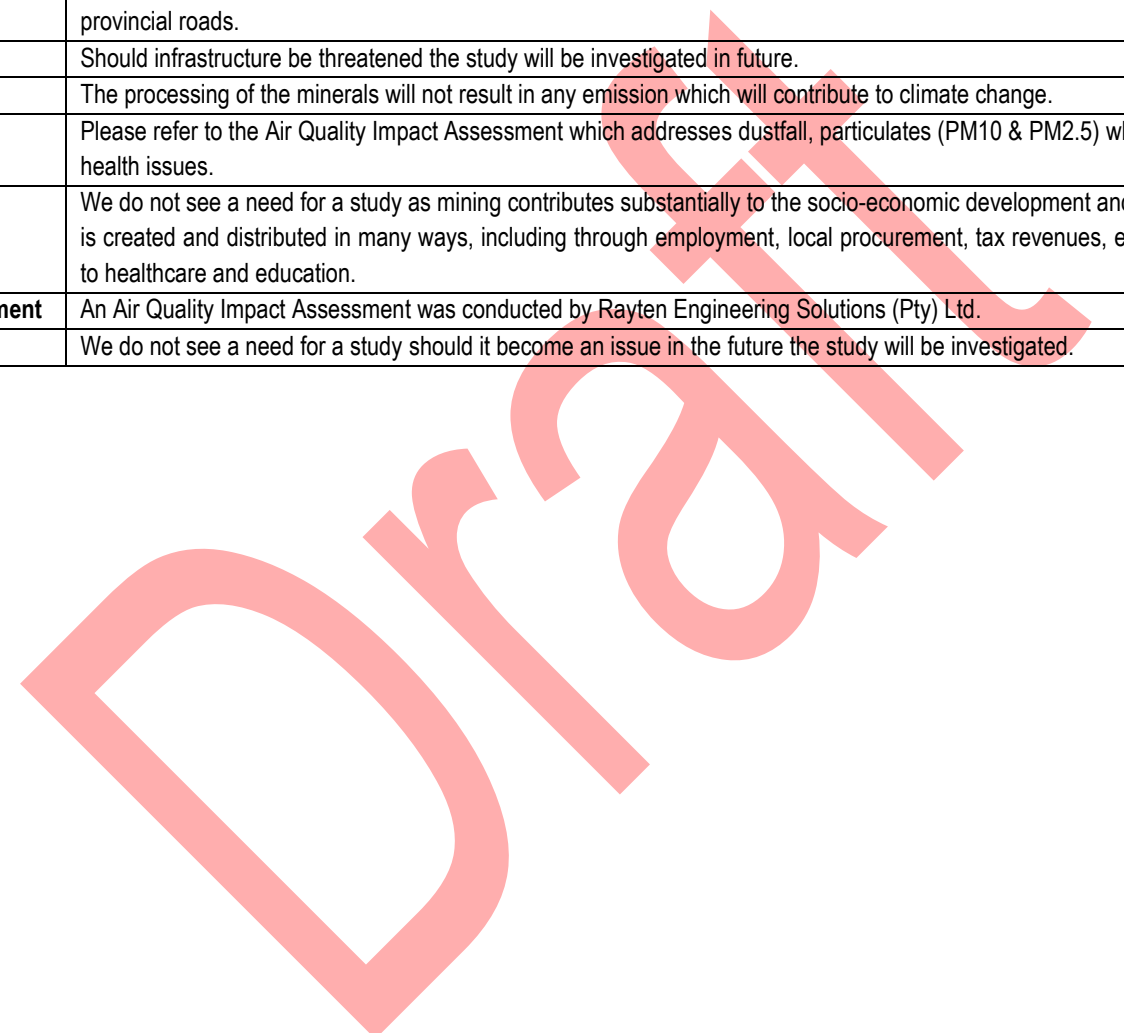 provincial roads.
Should infrastructure be threatened the study will be investigated in future.
The processing of the minerals will not result in any emission which will contribute to climate change.
Please refer to the Air Quality Impact Assessment which addresses dustfall, particulates (PM10 & PM2.5)
health issues.
We do not see a need for a study as mining contributes substantially to the socio-economic development
is created and distributed in many ways, including through employment, local procurement, tax revenues,
to healthcare and education.
An Air Quality Impact Assessment was conducted by Rayten Engineering Solutions (Pty) Ltd.
We do not see a need for a study should it become an issue in the future the study will be investigated.
Draft